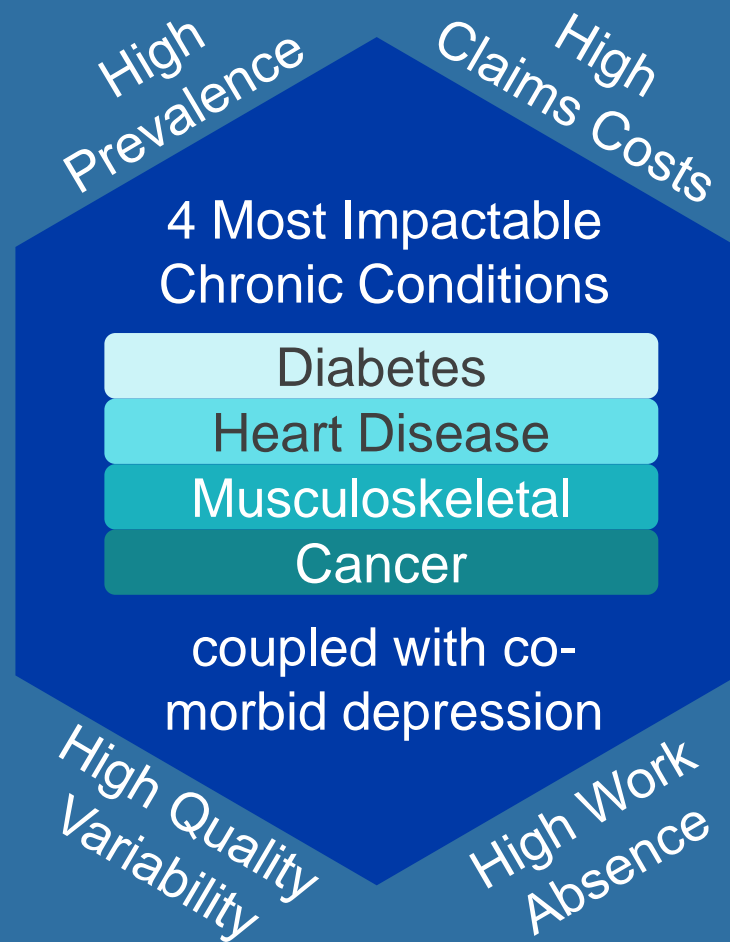 High
Prevalence
High
Claims Costs
4 Most Impactable
Chronic Conditions
Diabetes
Heart Disease
Musculoskeletal
Cancer
coupled with co-
morbid depression
High Quality
Variability
High Work
Absence